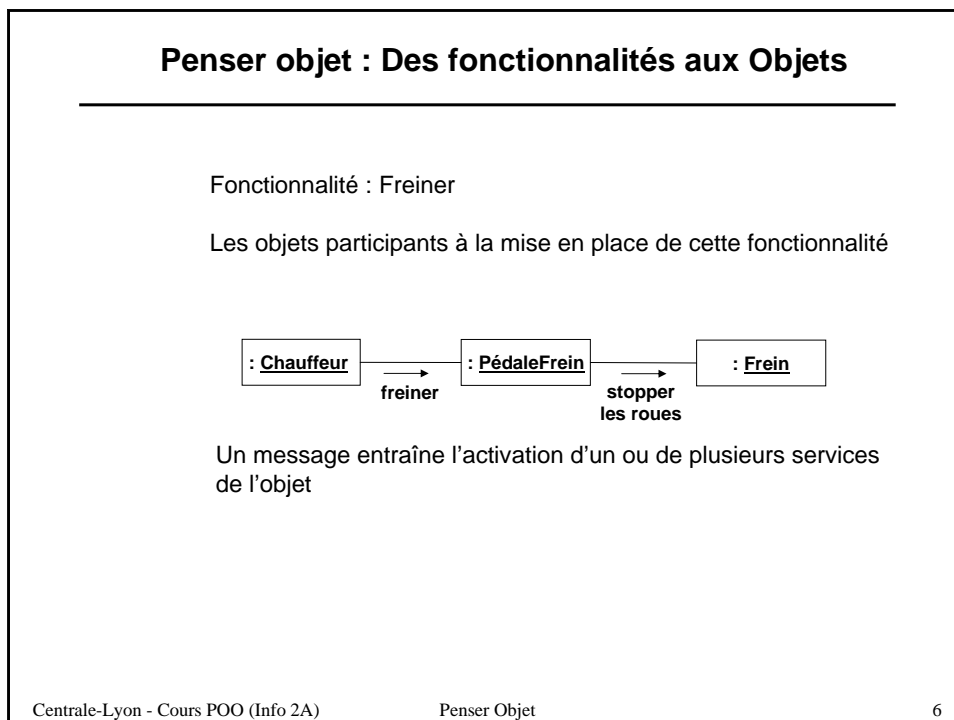 Penser objet : Des fonctionnalités aux Objets
Fonctionnalité : Freiner
Les objets participants à la mise en place de cette fonctionnalité
: Chauffeur
freiner
: PédaleFrein
stopper
les roues
: Frein
Un message entraîne l’activation d’un ou de plusieurs services
de l’objet
Centrale-Lyon - Cours POO (Info 2A) Penser Objet 6